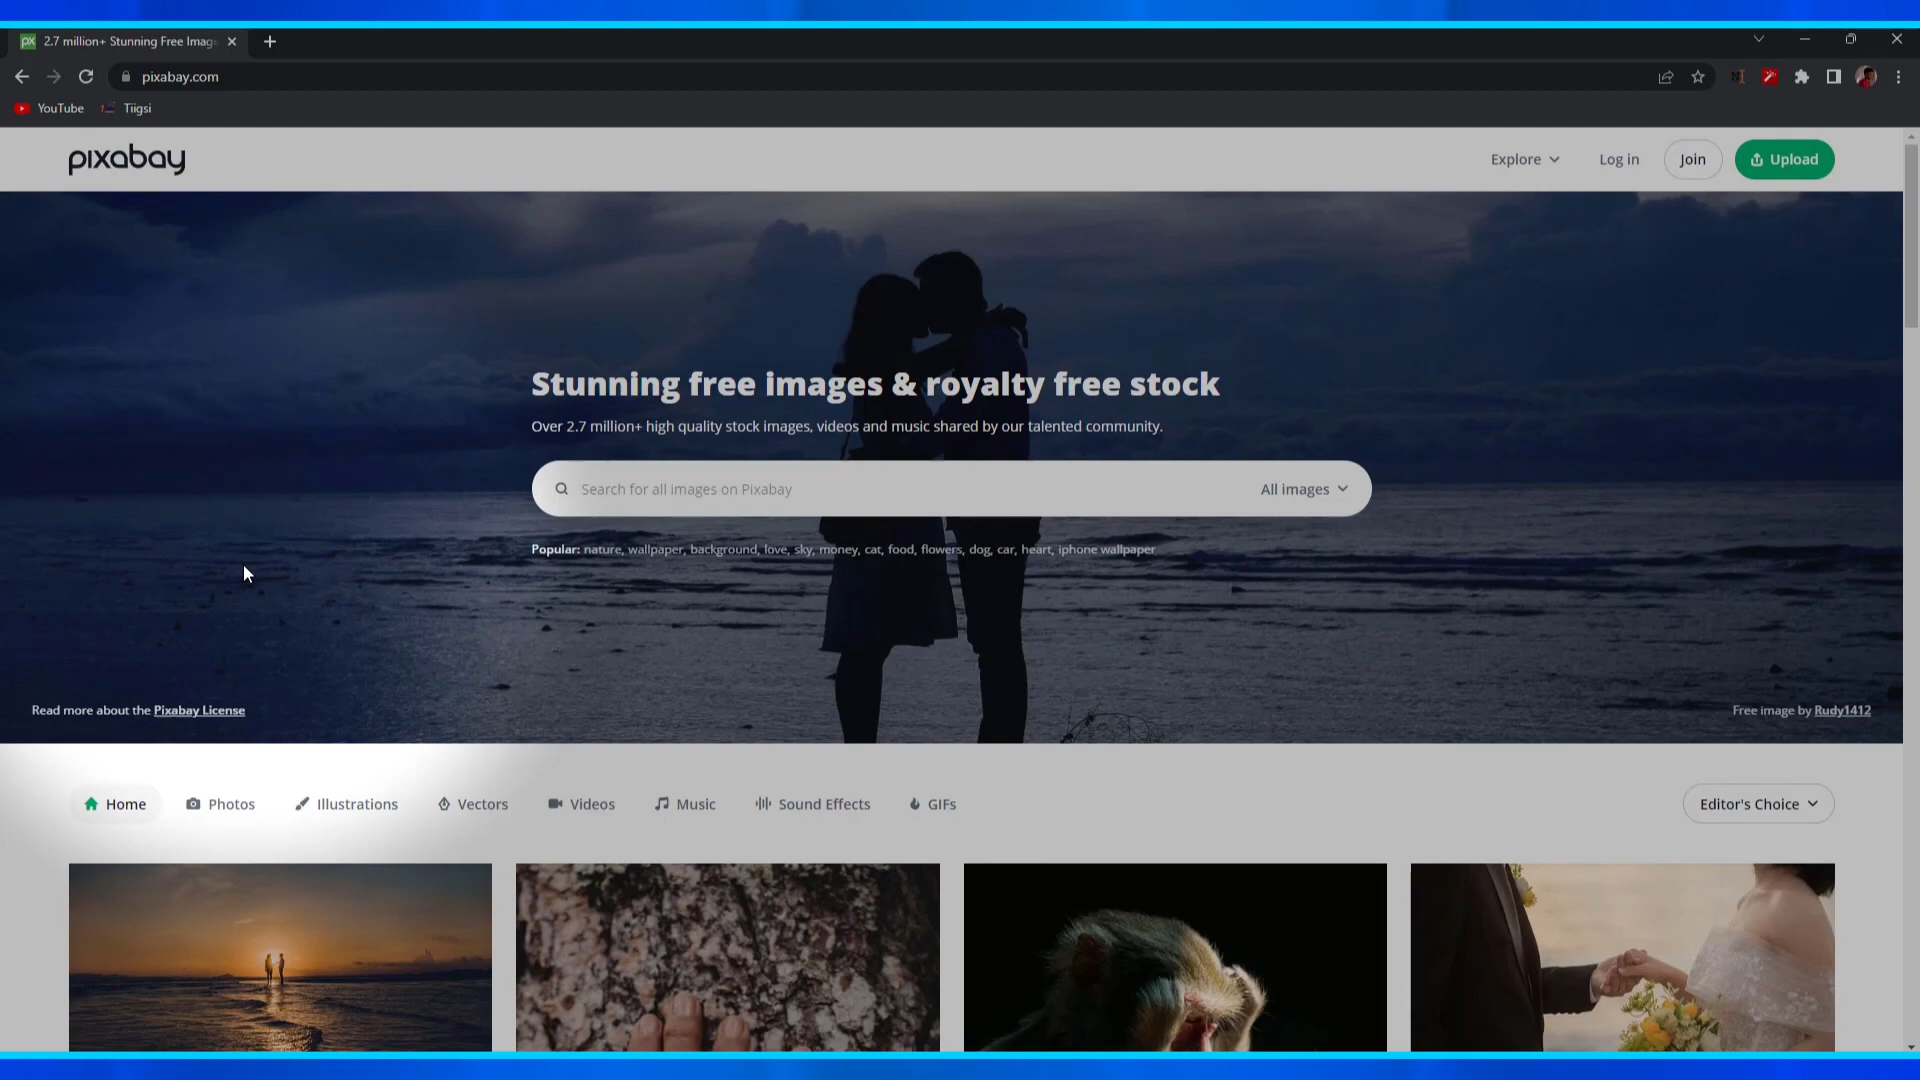 2.7 million+ Stunning Free Imag
pixabay.com
YouTube
Tiigsi
pixabay
Explore
Log in
Join
Upload
Stunning free images & royalty free stock
Over 2.7 million+ high quality stock images, videos and music shared by our talented community.
Search for all images on Pixabay
All images
Popular: nature, wallpaper, background, love, sky, money, cat, food, flowers, dog, car, heart, iphone wallpaper
Read more about the Pixabay License
Free image by Rudy1412
Home
Photos
Illustrations
Vectors
Videos
Music
Sound Effects
GIFs
Editor's Choice